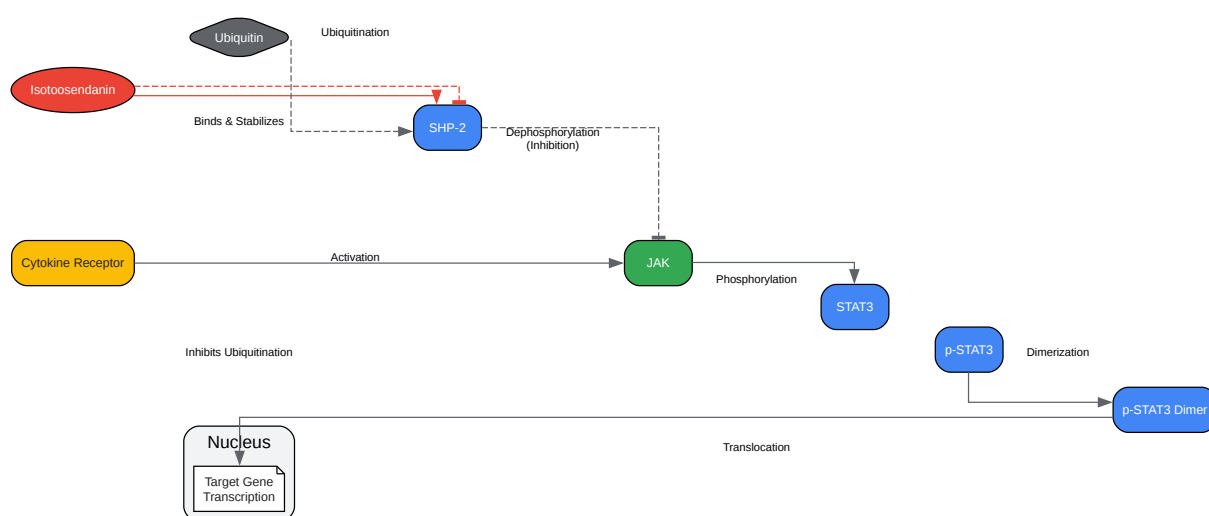 Ubiquitination
Ubiquitin
Isotoosendanin
Binds & Stabilizes
SHP-2
Dephosphorylation
(Inhibition)
Cytokine Receptor
Activation
JAK
Phosphorylation
STAT3
Inhibits Ubiquitination
p-STAT3
Dimerization
p-STAT3 Dimer
Nucleus
Translocation
Target Gene
Transcription